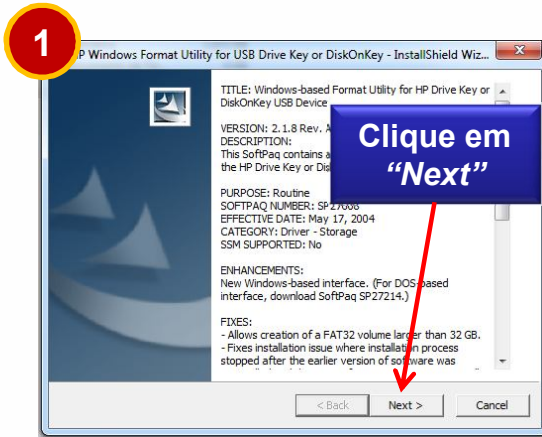 1
HP Windows Format Utility for USB Drive Key or DiskOnKey - InstallShield Wiz...
TITLE: Windows-based Format Utility for HP Drive Key or
DiskOnKey USB Device
VERSION: 2.1.8 Rev. A
DESCRIPTION:
This SoftPaq contains a
the HP Drive Key or
Clique em
“Next”
PURPOSE: Routine
SOFTPAQ NUMBER:
EFFECTIVE DATE: May 17, 2004
CATEGORY: Driver - Storage
SSM SUPPORTED: No
ENHANCEMENTS:
New Windows-based interface. (For DOS-based
interface, download SoftPaq SP27214.)
FIXES:
- Allows creation of a FAT32 volume larger than 32 GB.
- Fixes installation issue where installation process
stopped after the earlier version of software was
< Back
Next >
Cancel